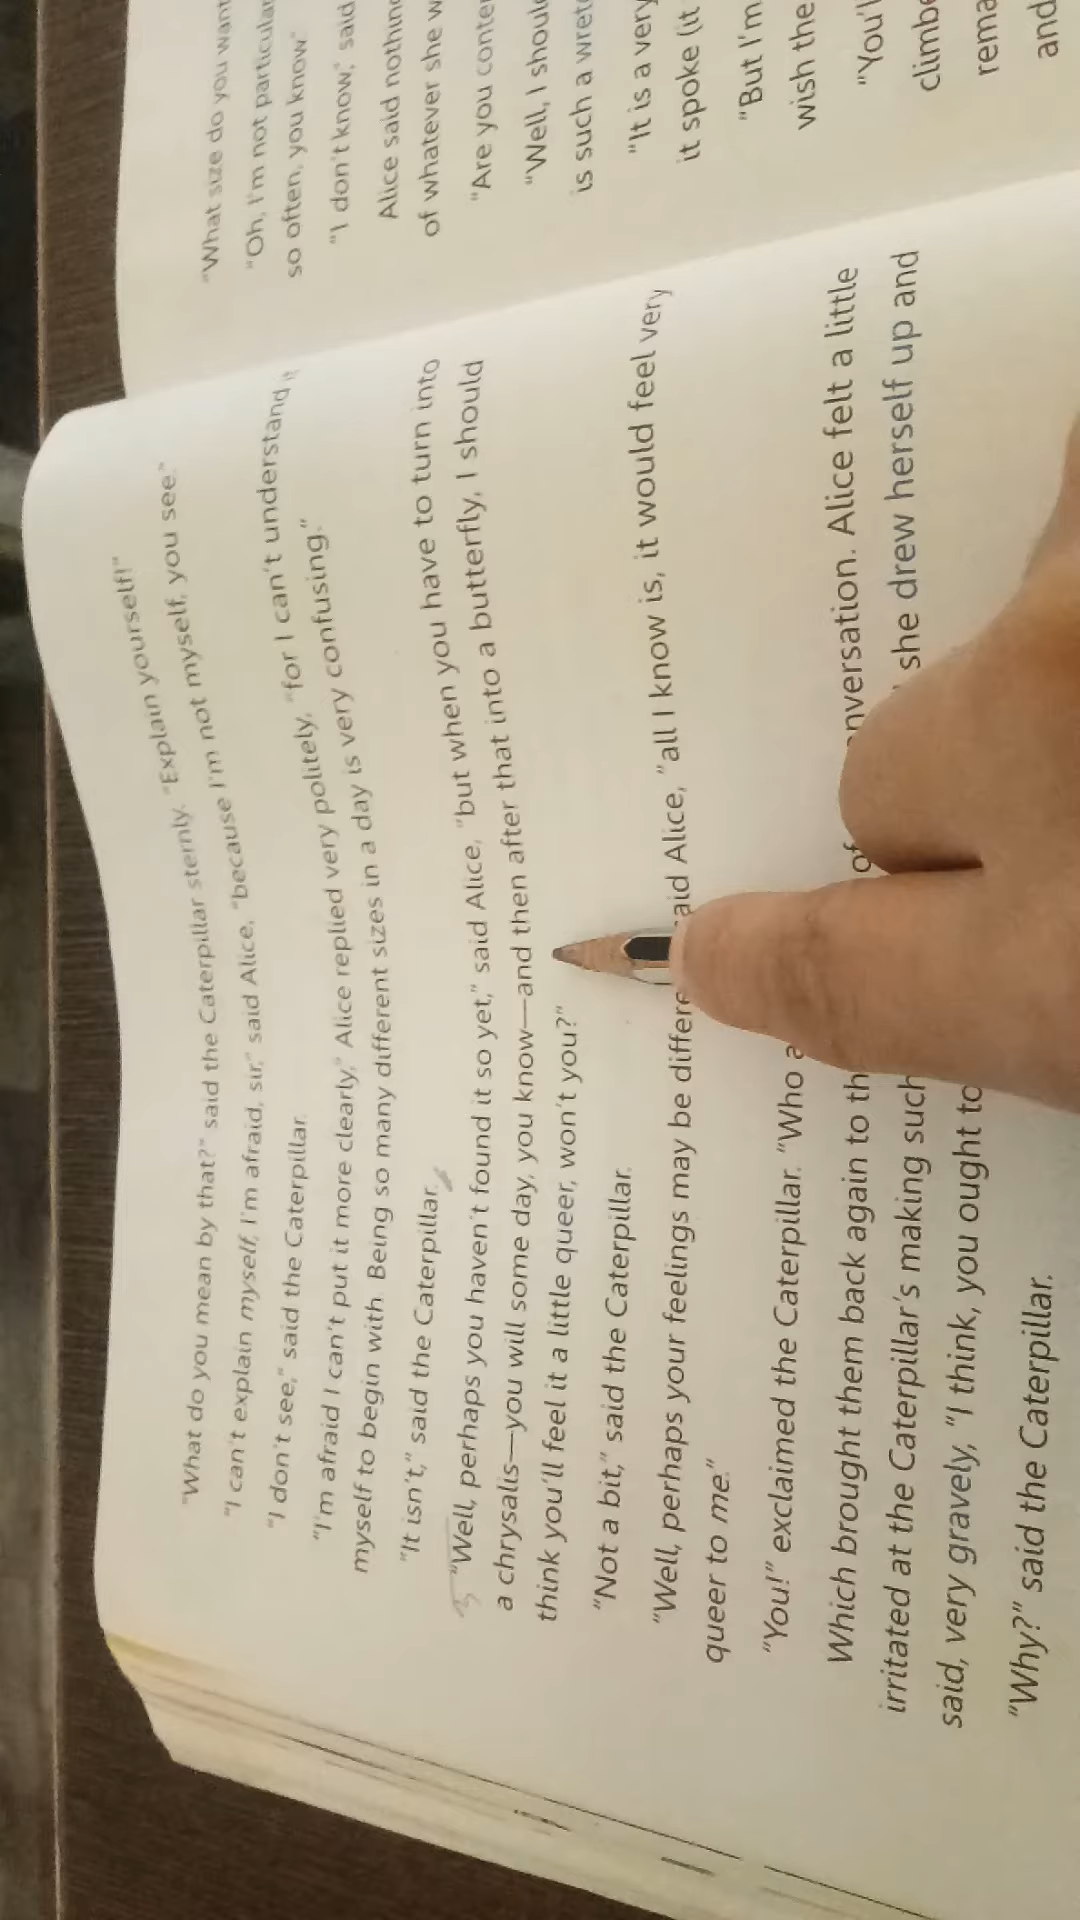 "What do you mean by that?" said the Caterpillar sternly. "Explain yourself!"
"I can't explain myself, I'm afraid, sir," said Alice, "because I'm not myself, you see."
"I don't see," said the Caterpillar.
"I'm afraid I can't put it more clearly," Alice replied very politely, "for I can't understand it
myself to begin with. Being so many different sizes in a day is very confusing."
"It isn't," said the Caterpillar.
"Well, perhaps you haven't found it so yet," said Alice, "but when you have to turn into
a chrysalis—you will some day, you know—and then after that into a butterfly, I should
think you'll feel it a little queer, won't you?"
"Not a bit," said the Caterpillar.
"Well, perhaps your feelings may be differe aid Alice, "all I know is, it would feel very
queer to me."
"You!" exclaimed the Caterpillar. "Who a
Which brought them back again to th of nversation. Alice felt a little
irritated at the Caterpillar's making such she drew herself up and
said, very gravely, "I think, you ought to
"Why?" said the Caterpillar.
"What size do you want
"Oh, I'm not particular
so often, you know."
"I don't know," said
Alice said nothing
of whatever she w
"Are you conter
"Well, I shoul
is such a wret
"It is a very
it spoke (it
"But I'm
wish the
"You'l
climbe
rema
and